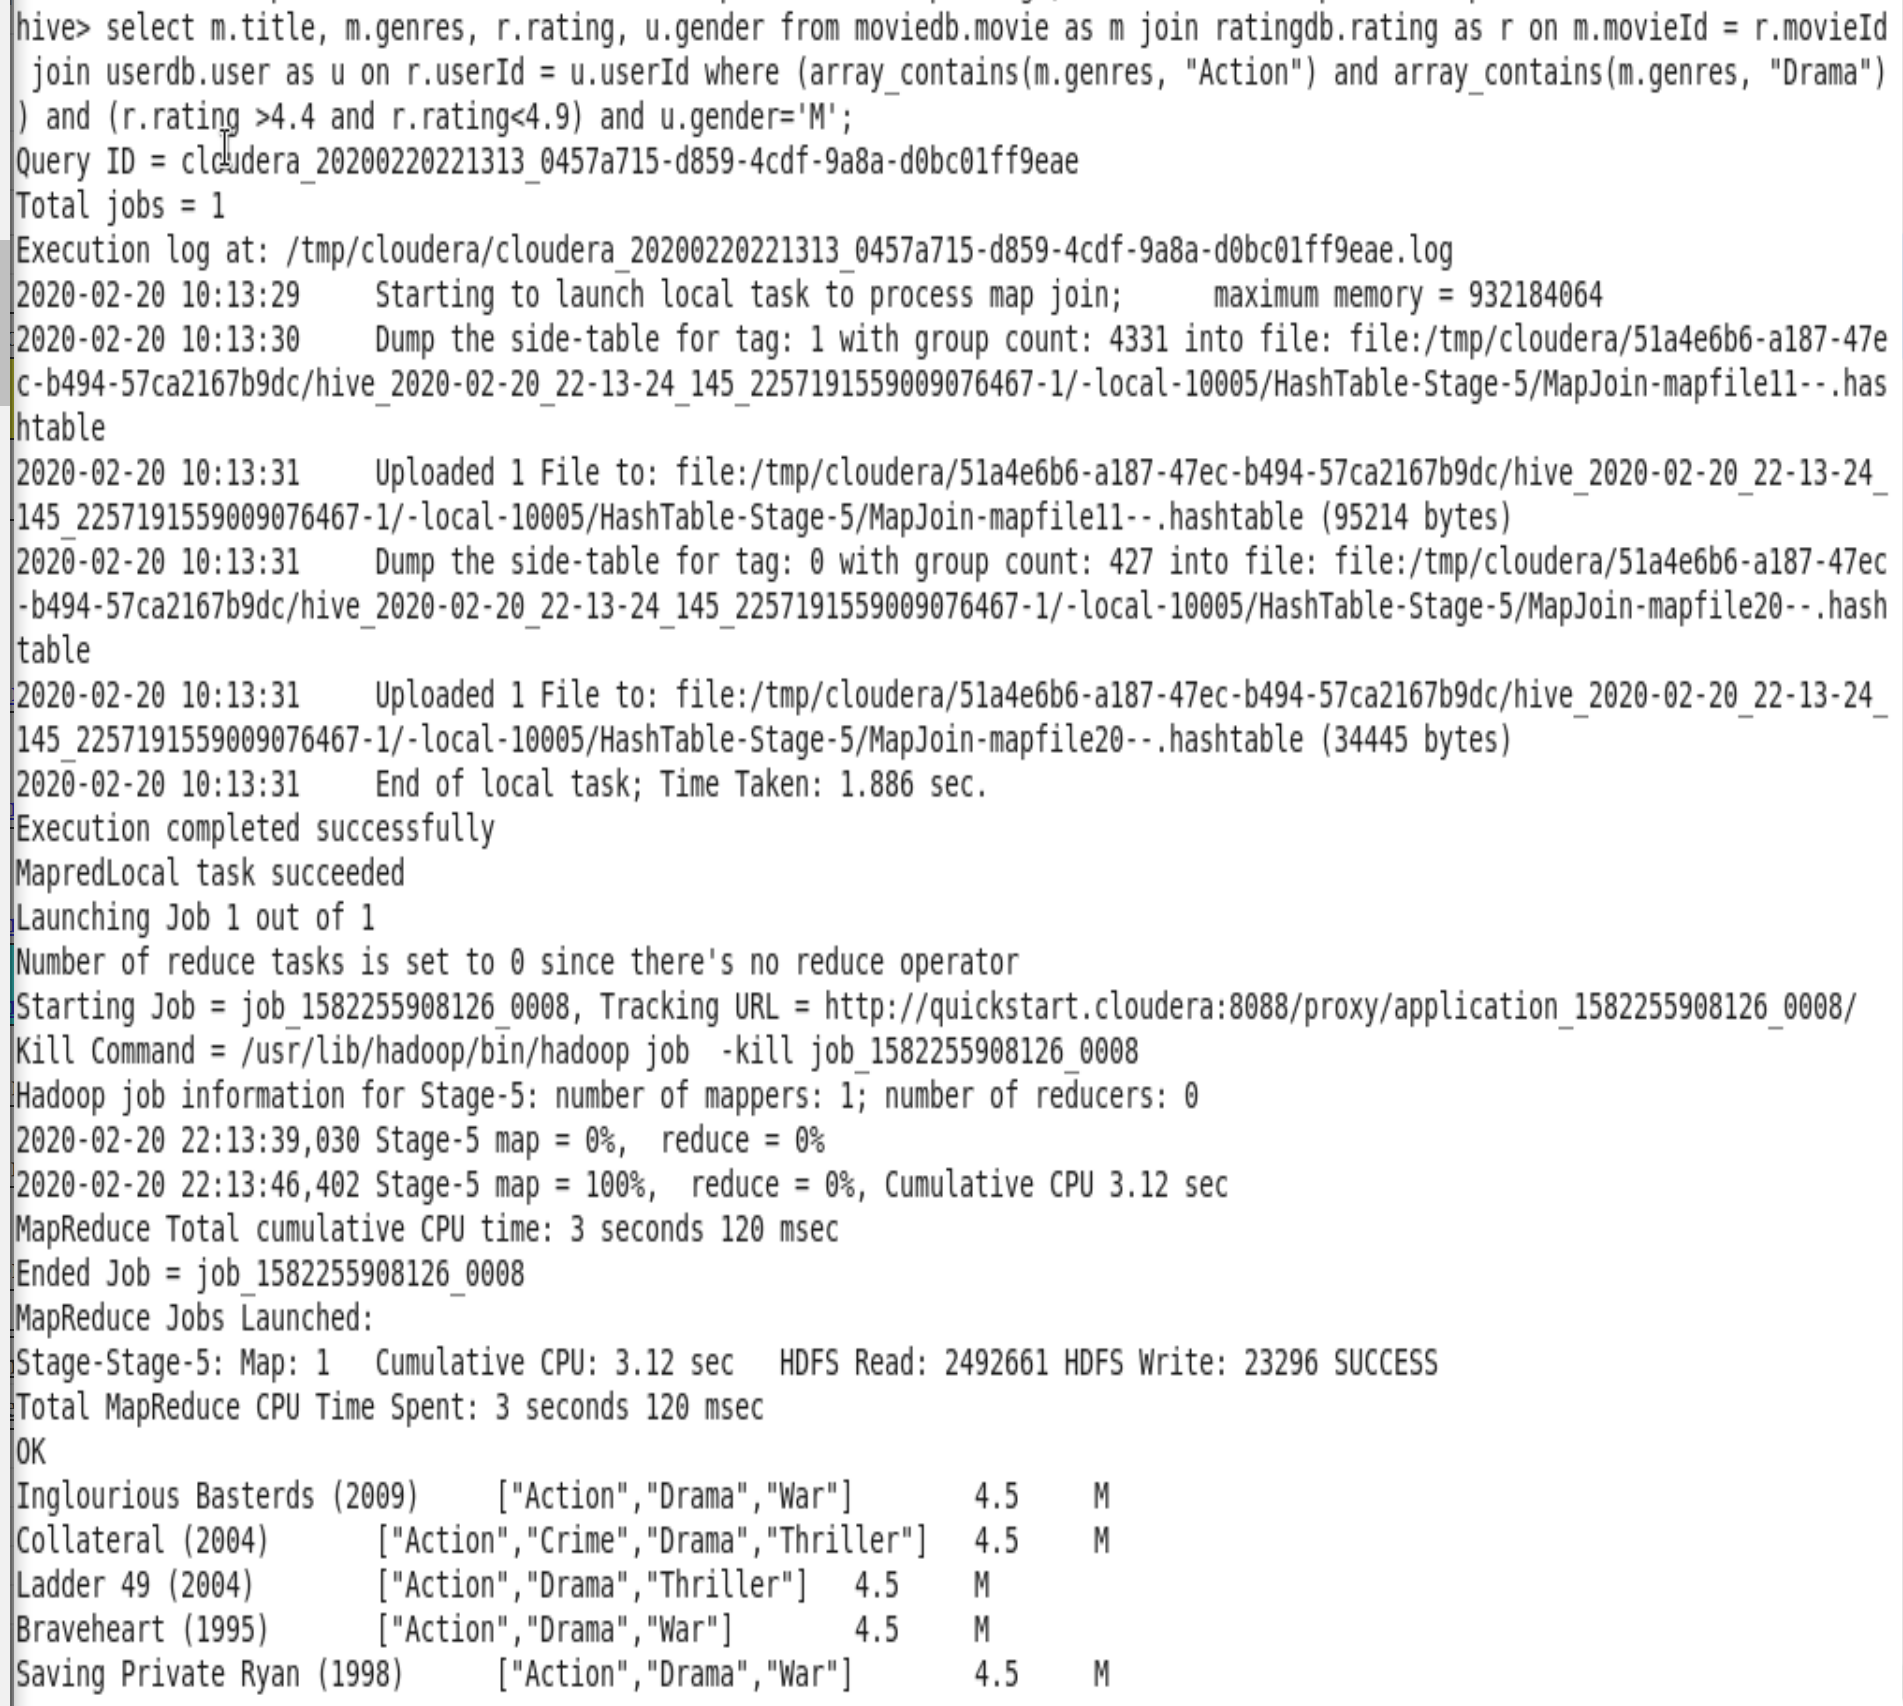 hive> select m.title, m.genres, r.rating, u.gender from moviedb.movie as m join ratingdb.rating as r on m.movieId = r.movieId
 join userdb.user as u on r.userId = u.userId where (array_contains(m.genres, "Action") and array_contains(m.genres, "Drama")
) and (r.rating >4.4 and r.rating<4.9) and u.gender='M';
Query ID = cloudera_20200220221313_0457a715-d859-4cdf-9a8a-d0bc01ff9eae
Total jobs = 1
Execution log at: /tmp/cloudera/cloudera_20200220221313_0457a715-d859-4cdf-9a8a-d0bc01ff9eae.log
2020-02-20 10:13:29     Starting to launch local task to process map join;      maximum memory = 932184064
2020-02-20 10:13:30     Dump the side-table for tag: 1 with group count: 4331 into file: file:/tmp/cloudera/51a4e6b6-a187-47e
c-b494-57ca2167b9dc/hive_2020-02-20_22-13-24_145_2257191559009076467-1/-local-10005/HashTable-Stage-5/MapJoin-mapfile11--.has
htable
2020-02-20 10:13:31     Uploaded 1 File to: file:/tmp/cloudera/51a4e6b6-a187-47ec-b494-57ca2167b9dc/hive_2020-02-20_22-13-24_
145_2257191559009076467-1/-local-10005/HashTable-Stage-5/MapJoin-mapfile11--.hashtable (95214 bytes)
2020-02-20 10:13:31     Dump the side-table for tag: 0 with group count: 427 into file: file:/tmp/cloudera/51a4e6b6-a187-47ec
-b494-57ca2167b9dc/hive_2020-02-20_22-13-24_145_2257191559009076467-1/-local-10005/HashTable-Stage-5/MapJoin-mapfile20--.hash
table
2020-02-20 10:13:31     Uploaded 1 File to: file:/tmp/cloudera/51a4e6b6-a187-47ec-b494-57ca2167b9dc/hive_2020-02-20_22-13-24_
145_2257191559009076467-1/-local-10005/HashTable-Stage-5/MapJoin-mapfile20--.hashtable (34445 bytes)
2020-02-20 10:13:31     End of local task; Time Taken: 1.886 sec.
Execution completed successfully
MapredLocal task succeeded
Launching Job 1 out of 1
Number of reduce tasks is set to 0 since there's no reduce operator
Starting Job = job_1582255908126_0008, Tracking URL = http://quickstart.cloudera:8088/proxy/application_1582255908126_0008/
Kill Command = /usr/lib/hadoop/bin/hadoop job  -kill job_1582255908126_0008
Hadoop job information for Stage-5: number of mappers: 1; number of reducers: 0
2020-02-20 22:13:39,030 Stage-5 map = 0%,  reduce = 0%
2020-02-20 22:13:46,402 Stage-5 map = 100%,  reduce = 0%, Cumulative CPU 3.12 sec
MapReduce Total cumulative CPU time: 3 seconds 120 msec
Ended Job = job_1582255908126_0008
MapReduce Jobs Launched:
Stage-Stage-5: Map: 1   Cumulative CPU: 3.12 sec   HDFS Read: 2492661 HDFS Write: 23296 SUCCESS
Total MapReduce CPU Time Spent: 3 seconds 120 msec
OK
Inglourious Basterds (2009)     ["Action","Drama","War"]        4.5     M
Collateral (2004)       ["Action","Crime","Drama","Thriller"]   4.5     M
Ladder 49 (2004)        ["Action","Drama","Thriller"]   4.5     M
Braveheart (1995)       ["Action","Drama","War"]        4.5     M
Saving Private Ryan (1998)      ["Action","Drama","War"]        4.5     M